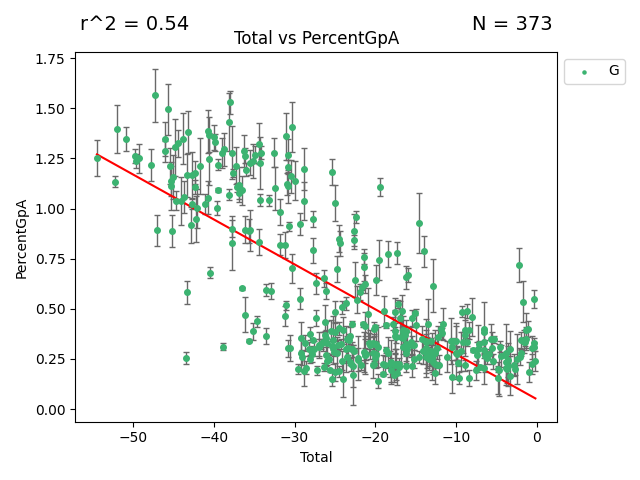 r^2 = 0.54
N = 373
Total vs PercentGpA
G
PercentGpA
1.75
1.50
1.25
1.00
0.75
0.50
0.25
0.00
−50
−40
−30
−20
−10
0
Total